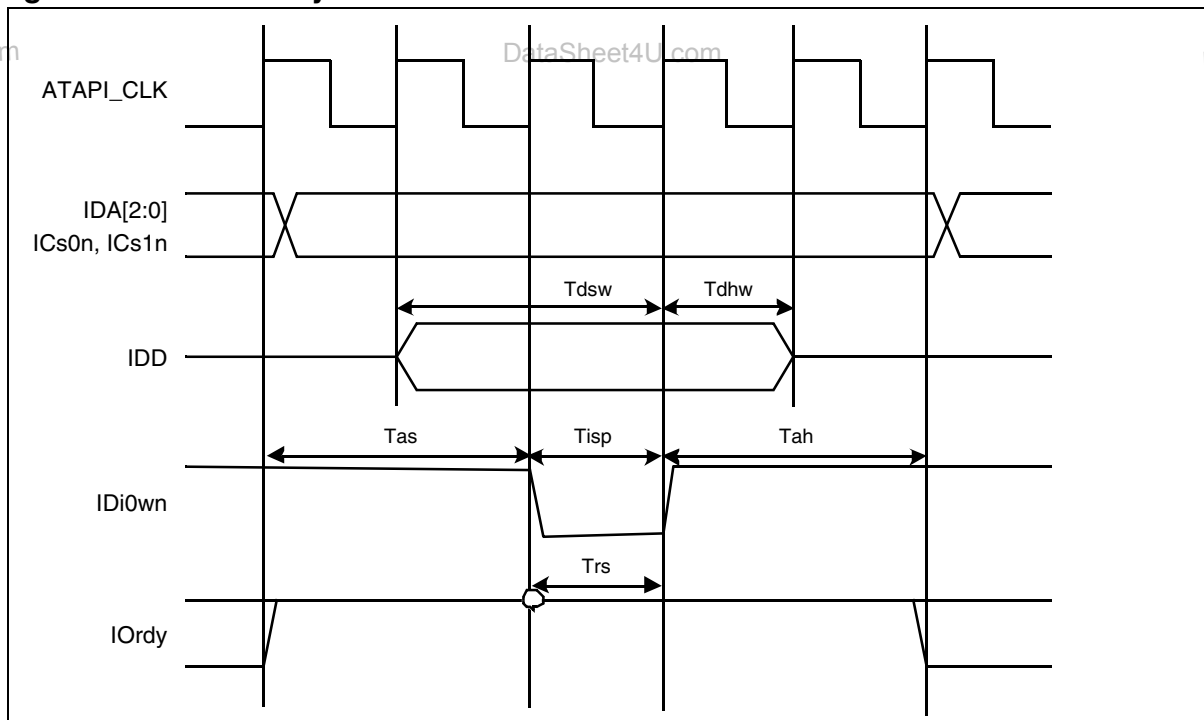 DataSheet4U.com
ATAPI_CLK
IDA[2:0]
ICs0n, ICs1n
Tdsw
Tdhw
IDD
Tas
Tisp
Tah
IDi0wn
Trs
IOrdy